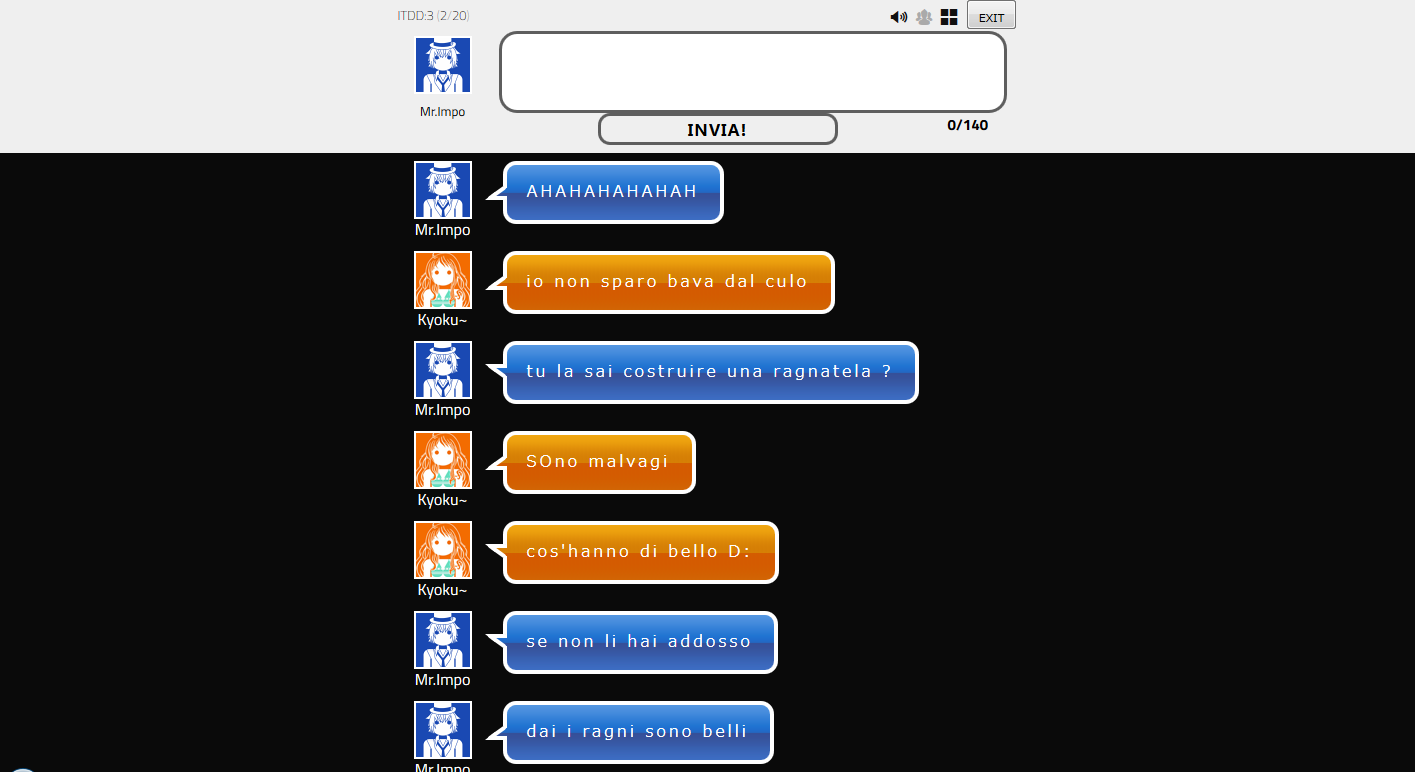 ITDD:3 (2/20)
EXIT
Mr.Impo
INVIA!
0/140
AHAHAHAHAHAH
Mr.Impo
io non sparo bava dal culo
Kyoku~
tu la sai costruire una ragnatela ?
Mr.Impo
SOno malvagi
Kyoku~
cos'hanno di bello D:
Kyoku~
se non li hai addosso
Mr.Impo
dai i ragni sono belli
Mr.Impo